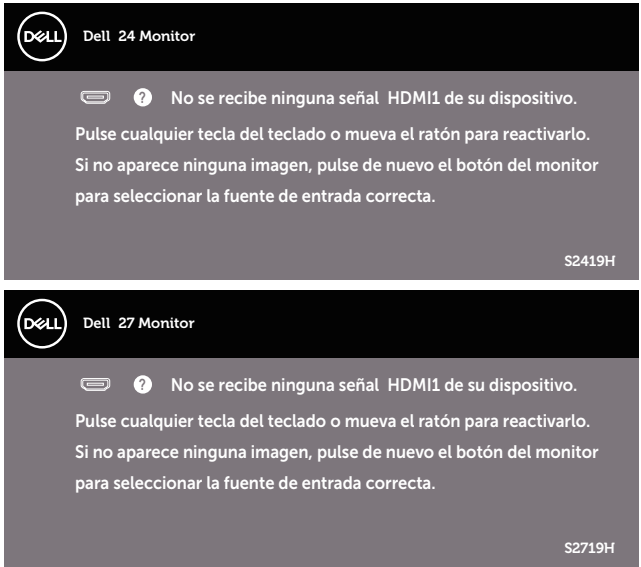 DELL
Dell 24 Monitor
? No se recibe ninguna señal HDMI1 de su dispositivo.
Pulse cualquier tecla del teclado o mueva el ratón para reactivarlo.
Si no aparece ninguna imagen, pulse de nuevo el botón del monitor
para seleccionar la fuente de entrada correcta.
S2419H
DELL
Dell 27 Monitor
? No se recibe ninguna señal HDMI1 de su dispositivo.
Pulse cualquier tecla del teclado o mueva el ratón para reactivarlo.
Si no aparece ninguna imagen, pulse de nuevo el botón del monitor
para seleccionar la fuente de entrada correcta.
S2719H